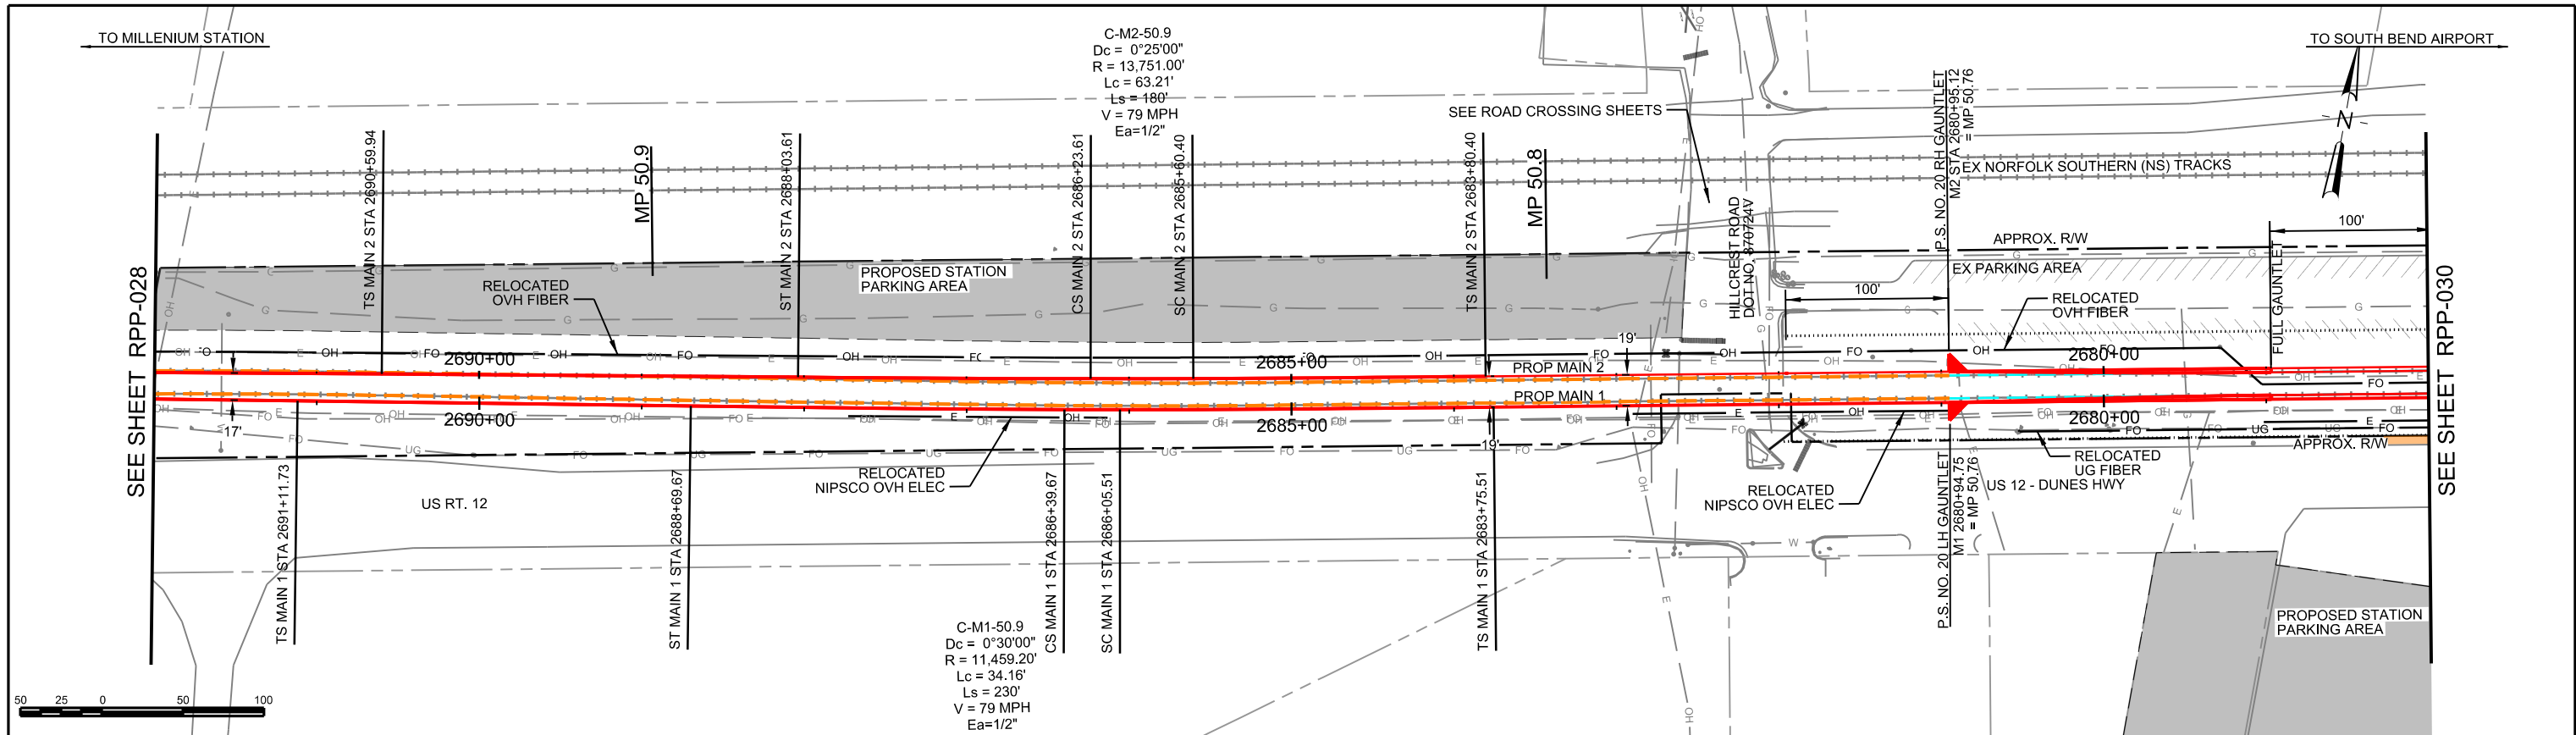 TO MILLENIUM STATION
C-M2-50.9
Dc = 0°25'00"
R = 13,751.00'
Lc = 63.21'
Ls = 180'
V = 79 MPH
Ea=1/2"
TO SOUTH BEND AIRPORT
SEE ROAD CROSSING SHEETS
N
TS MAIN 2 STA 2690+59.94
MP 50.9
ST MAIN 2 STA 2688+03.61
CS MAIN 2 STA 2686+23.61
SC MAIN 2 STA 2685+60.40
TS MAIN 2 STA 2683+80.40
MP 50.8
HILLCREST ROAD
DOT NO. 870724V
P.S. NO. 20 RH GAUNTLET
M2 STA 2680+95.12
= MP 50.76
EX NORFOLK SOUTHERN (NS) TRACKS
100'
APPROX. R/W
FULL GAUNTLET
EX PARKING AREA
100'
PROPOSED STATION
PARKING AREA
RELOCATED
OVH FIBER
RELOCATED
OVH FIBER
SEE SHEET RPP-028
SEE SHEET RPP-030
2690+00
2685+00
2680+00
19'
PROP MAIN 2
PROP MAIN 1
2690+00
2685+00
2680+00
17'
19'
APPROX. R/W
RELOCATED
NIPSCO OVH ELEC
RELOCATED
NIPSCO OVH ELEC
RELOCATED
UG FIBER
US RT. 12
US 12 - DUNES HWY
TS MAIN 1 STA 2691+11.73
ST MAIN 1 STA 2688+69.67
CS MAIN 1 STA 2686+39.67
SC MAIN 1 STA 2686+05.51
TS MAIN 1 STA 2683+75.51
P.S. NO. 20 LH GAUNTLET
M1 2680+94.75
= MP 50.76
C-M1-50.9
Dc = 0°30'00"
R = 11,459.20'
Lc = 34.16'
Ls = 230'
V = 79 MPH
Ea=1/2"
PROPOSED STATION
PARKING AREA
50 25 0 50 100